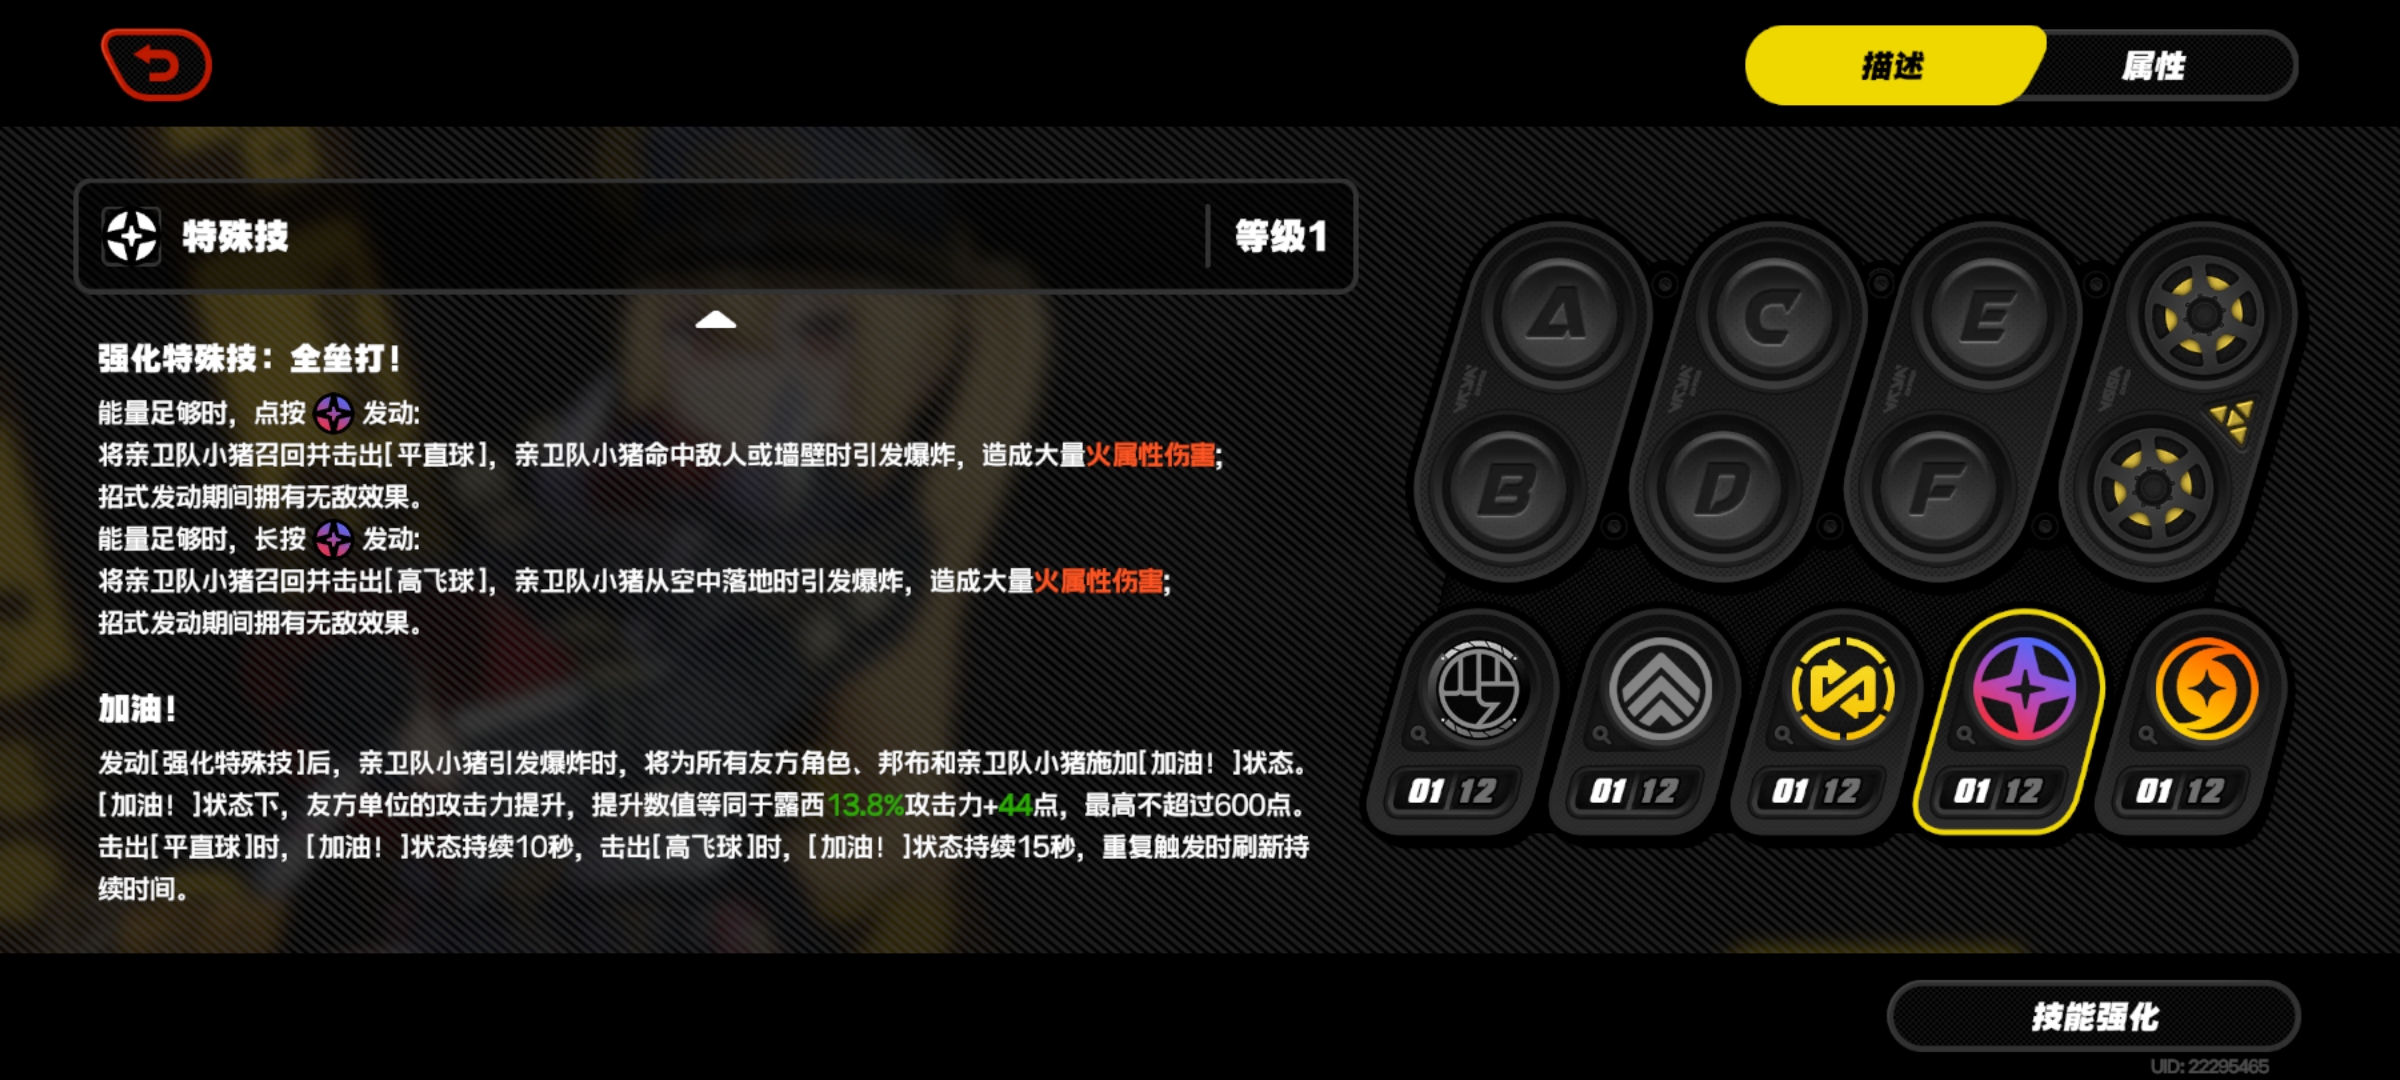 描述
属性
特殊技
等级1
强化特殊技：全垒打！
能量足够时，点按 发动:
将亲卫队小猪召回并击出[平直球]，亲卫队小猪命中敌人或墙壁时引发爆炸，造成大量火属性伤害;
招式发动期间拥有无敌效果。
能量足够时，长按 发动:
将亲卫队小猪召回并击出[高飞球]，亲卫队小猪从空中落地时引发爆炸，造成大量火属性伤害;
招式发动期间拥有无敌效果。
加油！
发动[强化特殊技]后，亲卫队小猪引发爆炸时，将为所有友方角色、邦布和亲卫队小猪施加[加油！]状态。
[加油！]状态下，友方单位的攻击力提升，提升数值等同于露西13.8%攻击力+44点，最高不超过600点。
击出[平直球]时，[加油！]状态持续10秒，击出[高飞球]时，[加油！]状态持续15秒，重复触发时刷新持
续时间。
A
C
E
B
D
F
01 12
01 12
01 12
01 12
01 12
技能强化
UID: 22295465